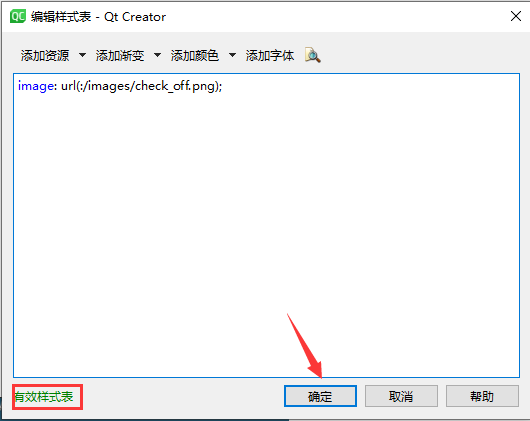 QC 编辑样式表 - Qt Creator
添加资源 添加渐变 添加颜色 添加字体
image: url(:/images/check_off.png);
有效样式表 确定 取消 帮助